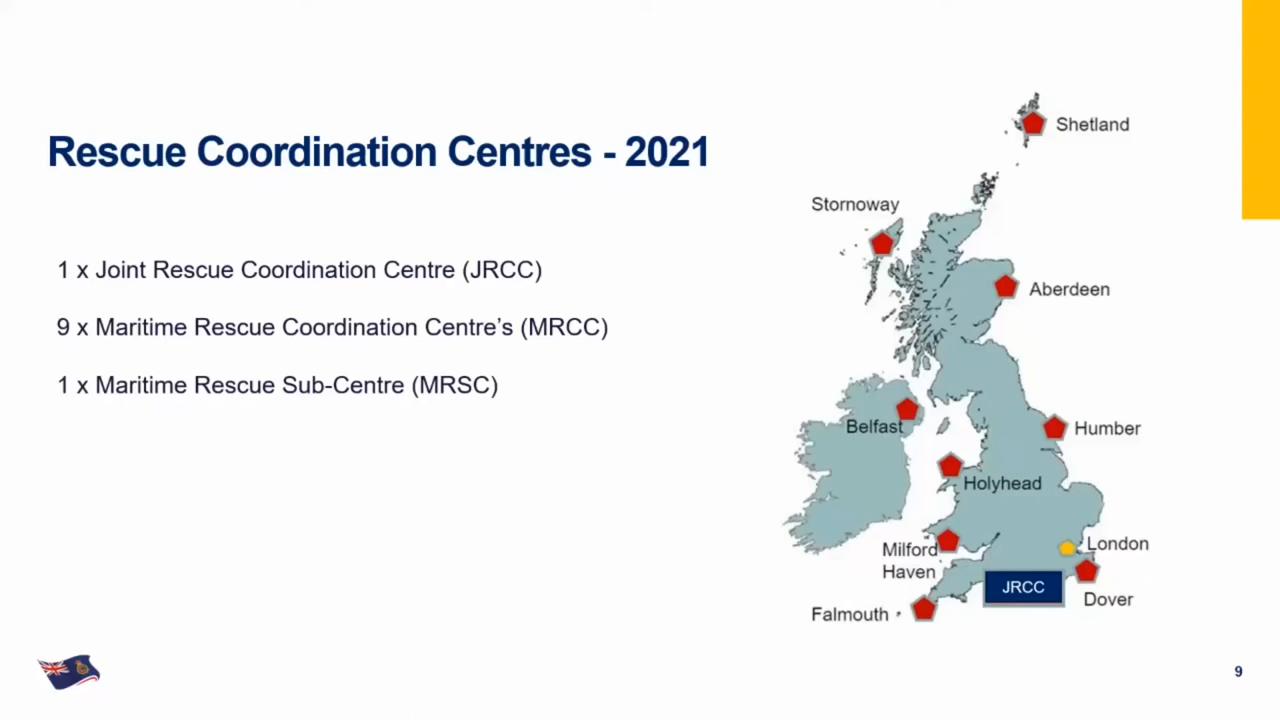 Rescue Coordination Centres - 2021
1 x Joint Rescue Coordination Centre (JRCC)
9 x Maritime Rescue Coordination Centre’s (MRCC)
1 x Maritime Rescue Sub-Centre (MRSC)
Shetland
Stornoway
Aberdeen
Belfast
Humber
Holyhead
London
Milford
Haven
JRCC
Dover
Falmouth
9